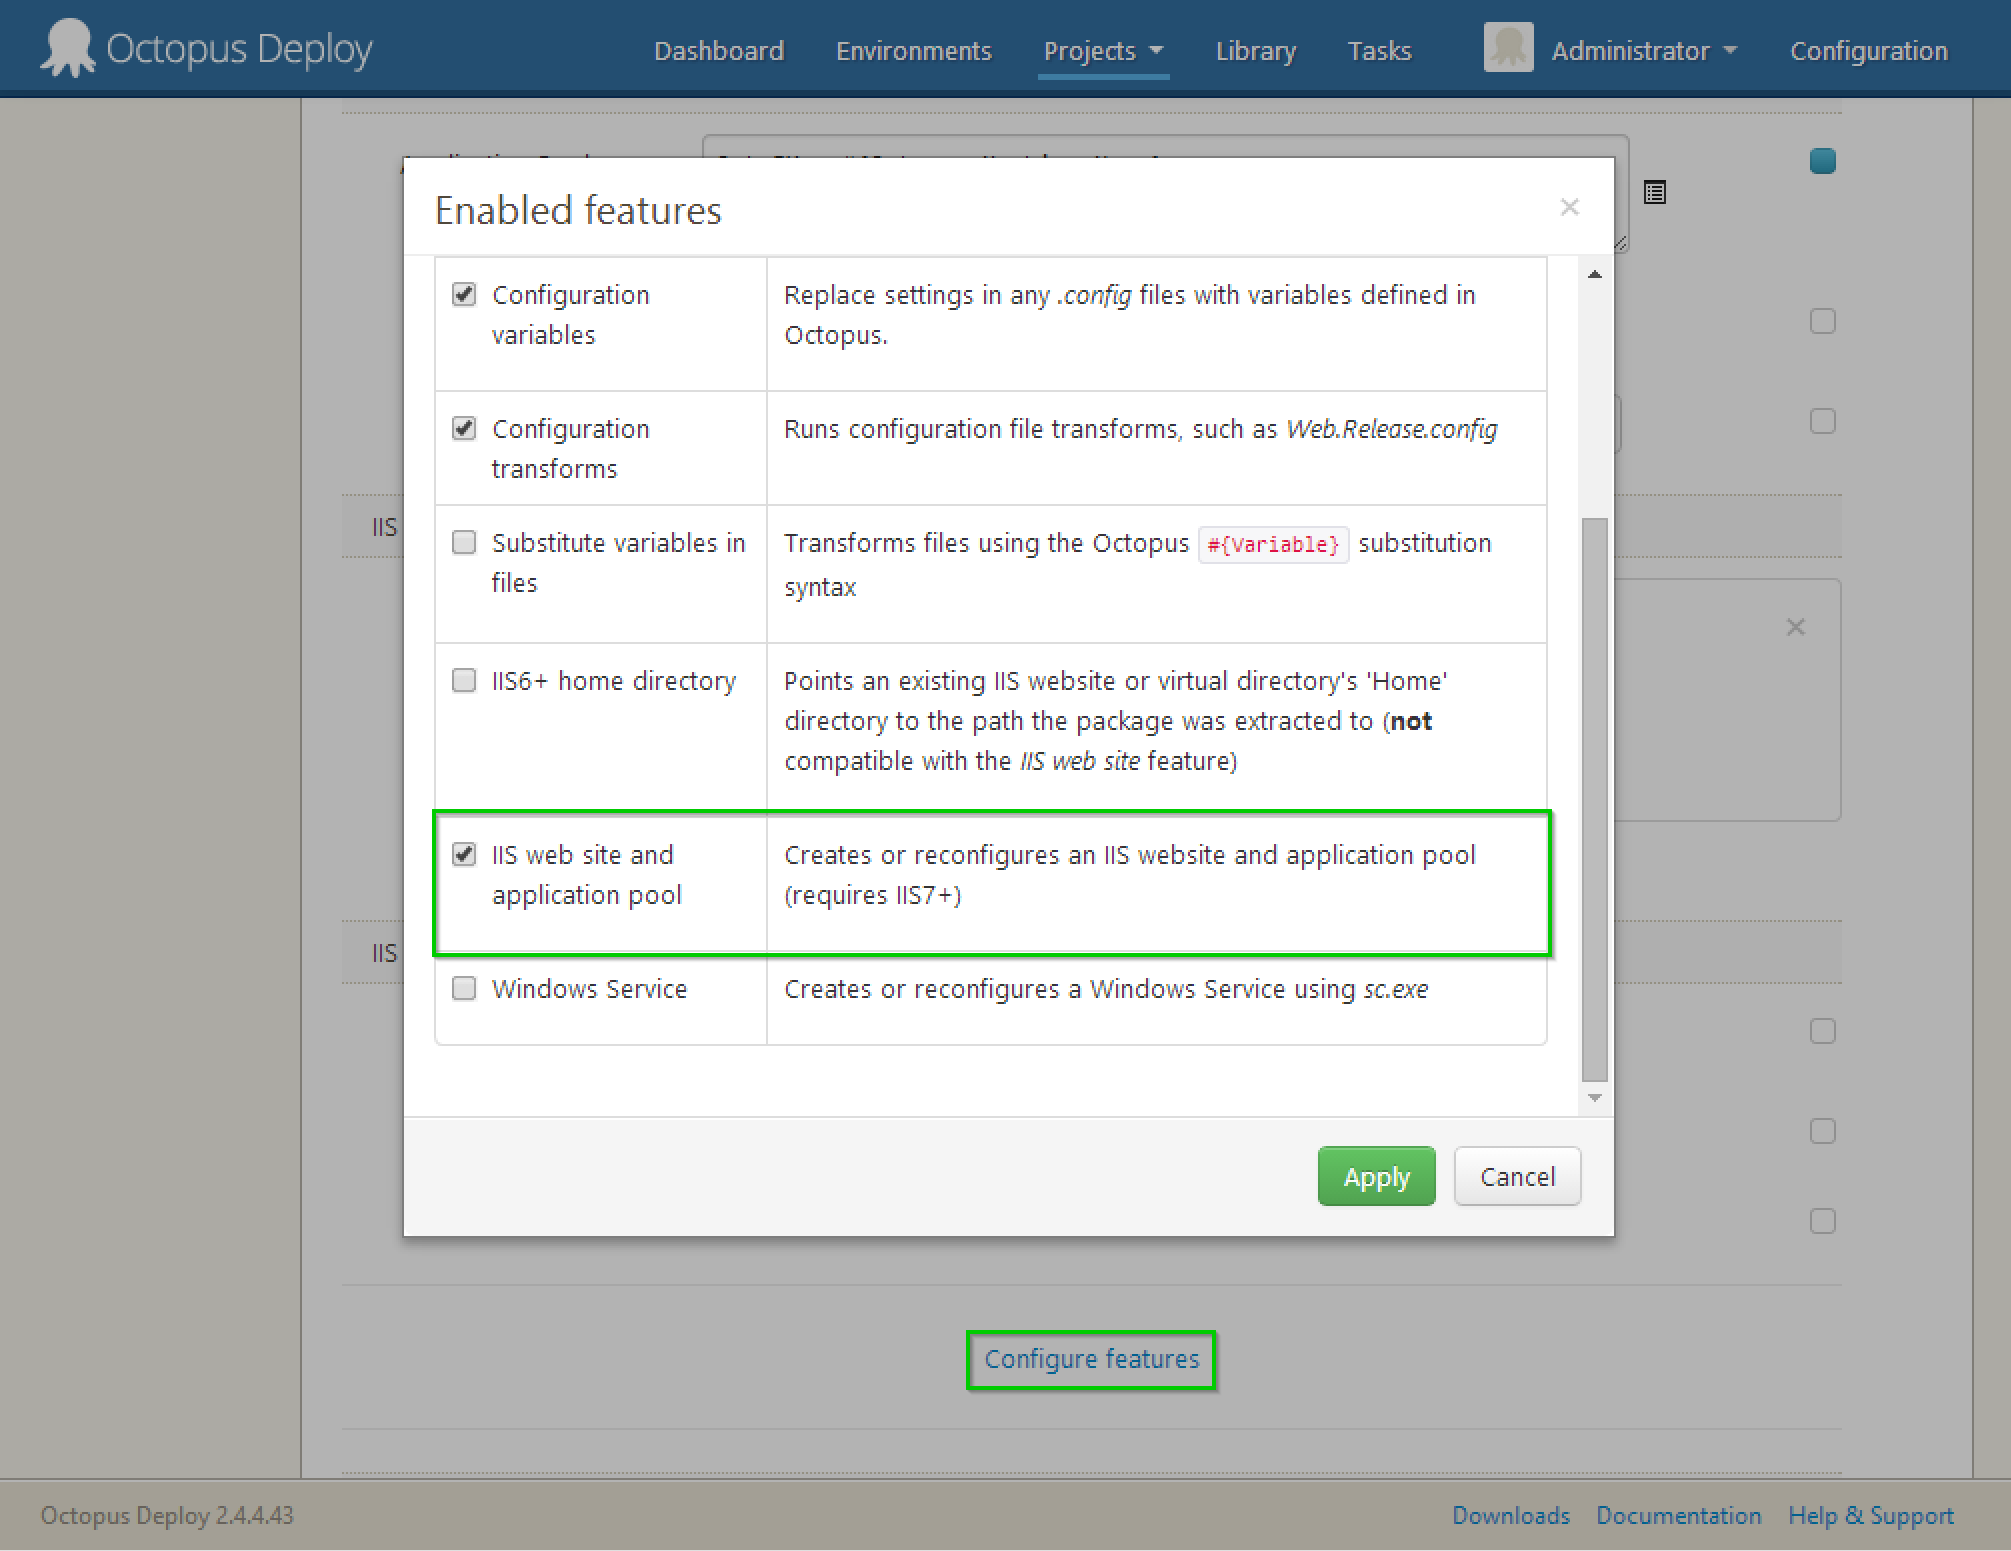 Octopus Deploy
Dashboard
Environments
Projects
Library
Tasks
Administrator
Configuration
Enabled features
Configuration
variables
Replace settings in any .config files with variables defined in
Octopus.
Configuration
transforms
Runs configuration file transforms, such as Web.Release.config
Substitute variables in
files
Transforms files using the Octopus #{Variable} substitution
syntax
IIS
IIS6+ home directory
Points an existing IIS website or virtual directory's 'Home'
directory to the path the package was extracted to (not
compatible with the IIS web site feature)
IIS web site and
application pool
Creates or reconfigures an IIS website and application pool
(requires IIS7+)
IIS
Windows Service
Creates or reconfigures a Windows Service using sc.exe
Apply
Cancel
Configure features
Octopus Deploy 2.4.4.43
Downloads
Documentation
Help & Support